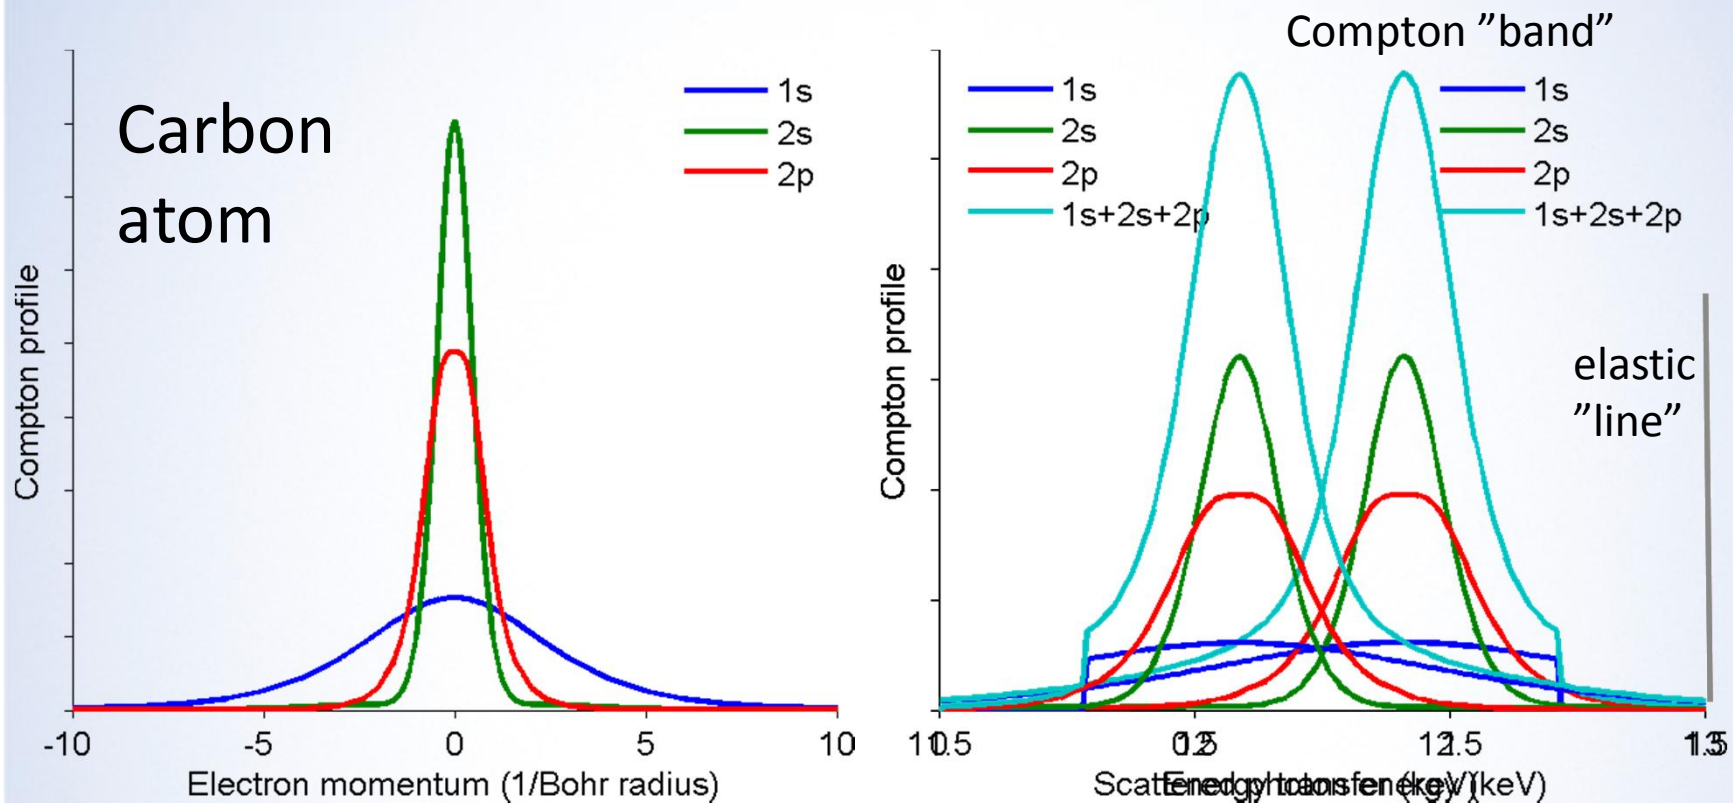 Compton ”band”
Carbon
atom
1s
2s
2p
Compton profile
-10 -5 0 5 10
Electron momentum (1/Bohr radius)
1s
2s
2p
1s+2s+2p
1s
2s
2p
1s+2s+2p
Compton profile
elastic
”line”